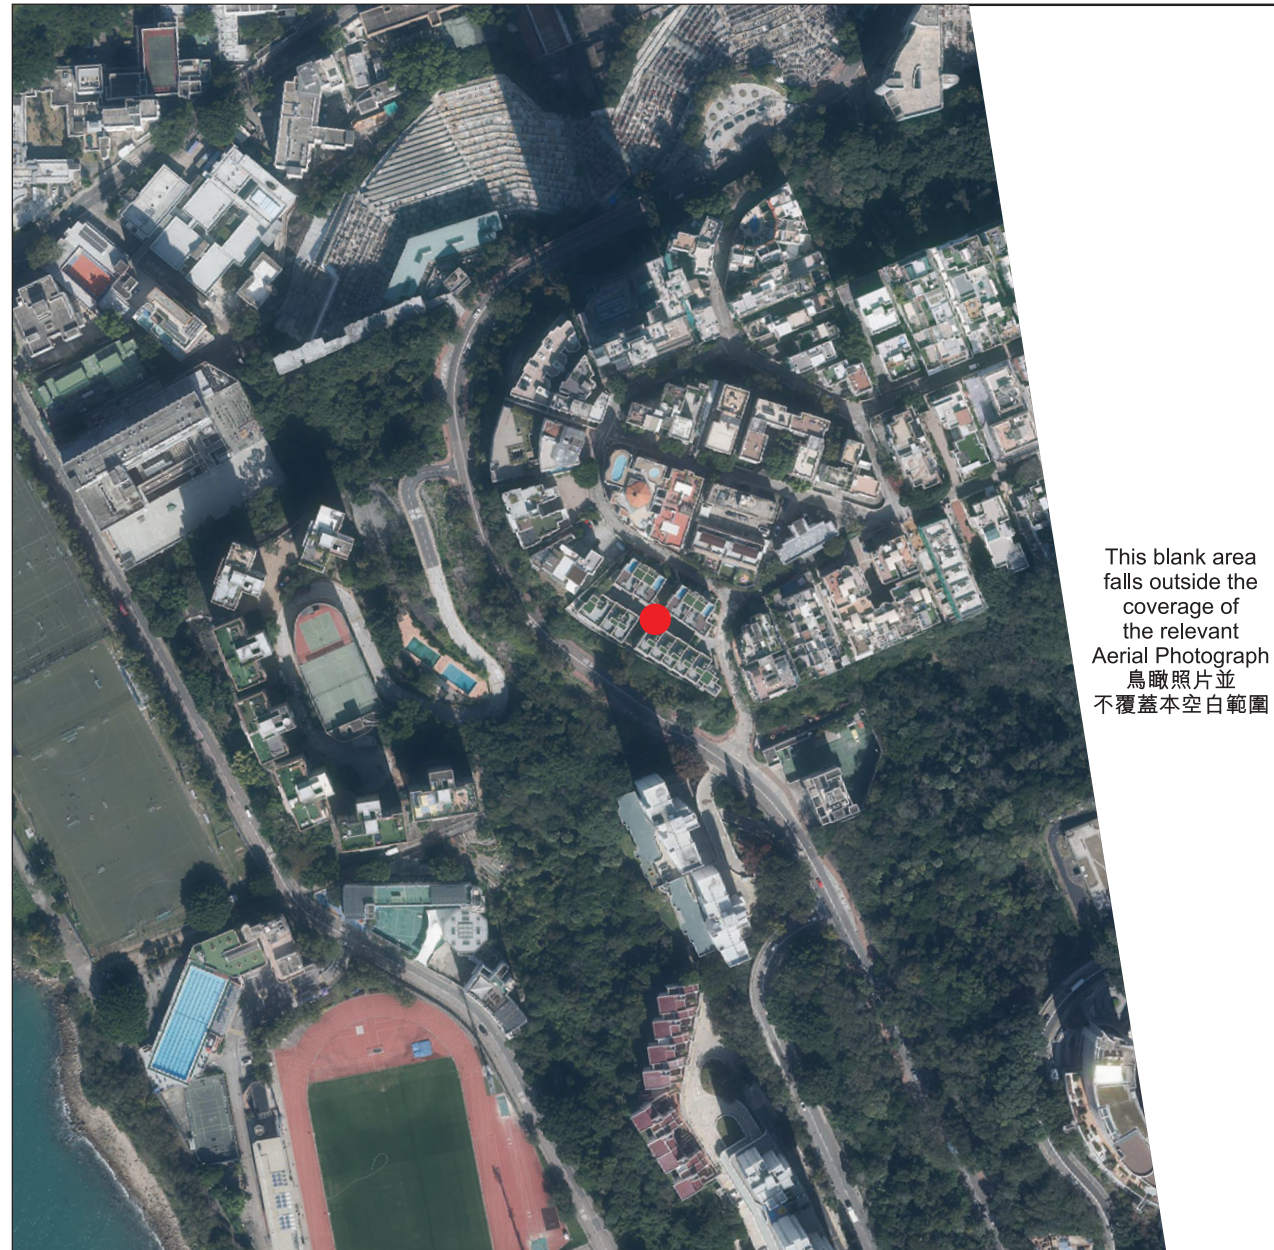 This blank area
falls outside the
coverage of
the relevant
Aerial Photograph
鳥瞰照片並
不覆蓋本空白範圍